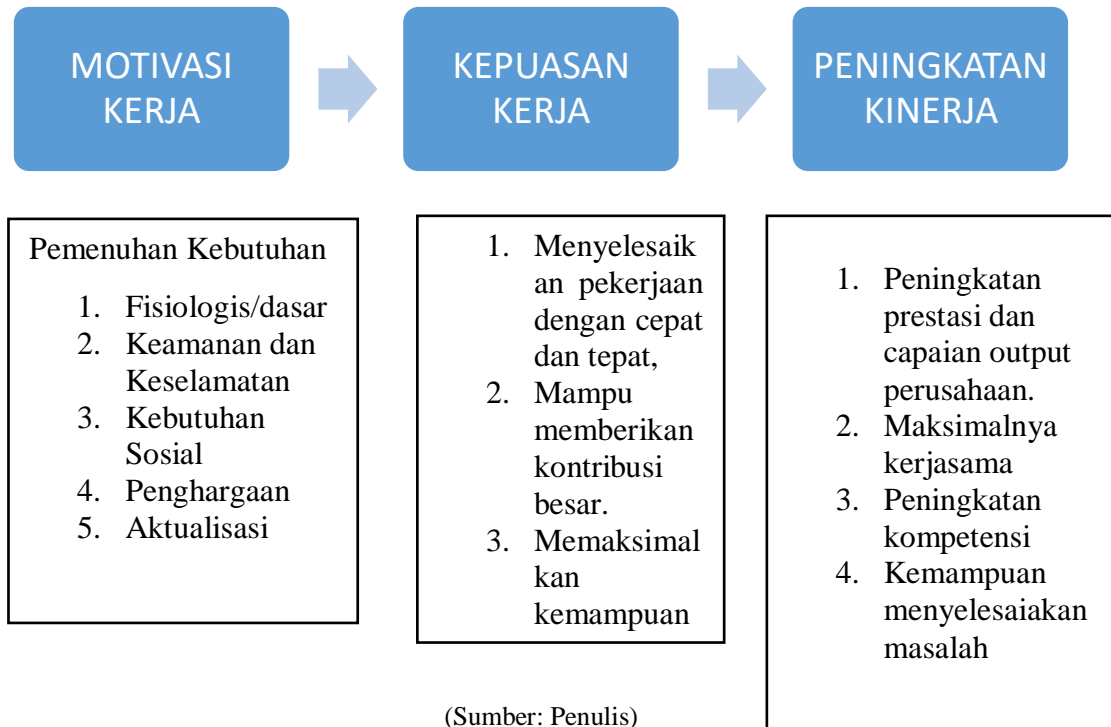 MOTIVASI
KERJA
KEPUASAN
KERJA
PENINGKATAN
KINERJA
Pemenuhan Kebutuhan
1. Fisiologis/dasar
2. Keamanan dan
Keselamatan
3. Kebutuhan
Sosial
4. Penghargaan
5. Aktualisasi
1. Menyelesaik
an pekerjaan
dengan cepat
dan tepat,
2. Mampu
memberikan
kontribusi
besar.
3. Memaksimal
kan
kemampuan
1. Peningkatan
prestasi dan
capaian output
perusahaan.
2. Maksimalnya
kerjasama
3. Peningkatan
kompetensi
4. Kemampuan
menyelesaiakan
masalah
(Sumber: Penulis)